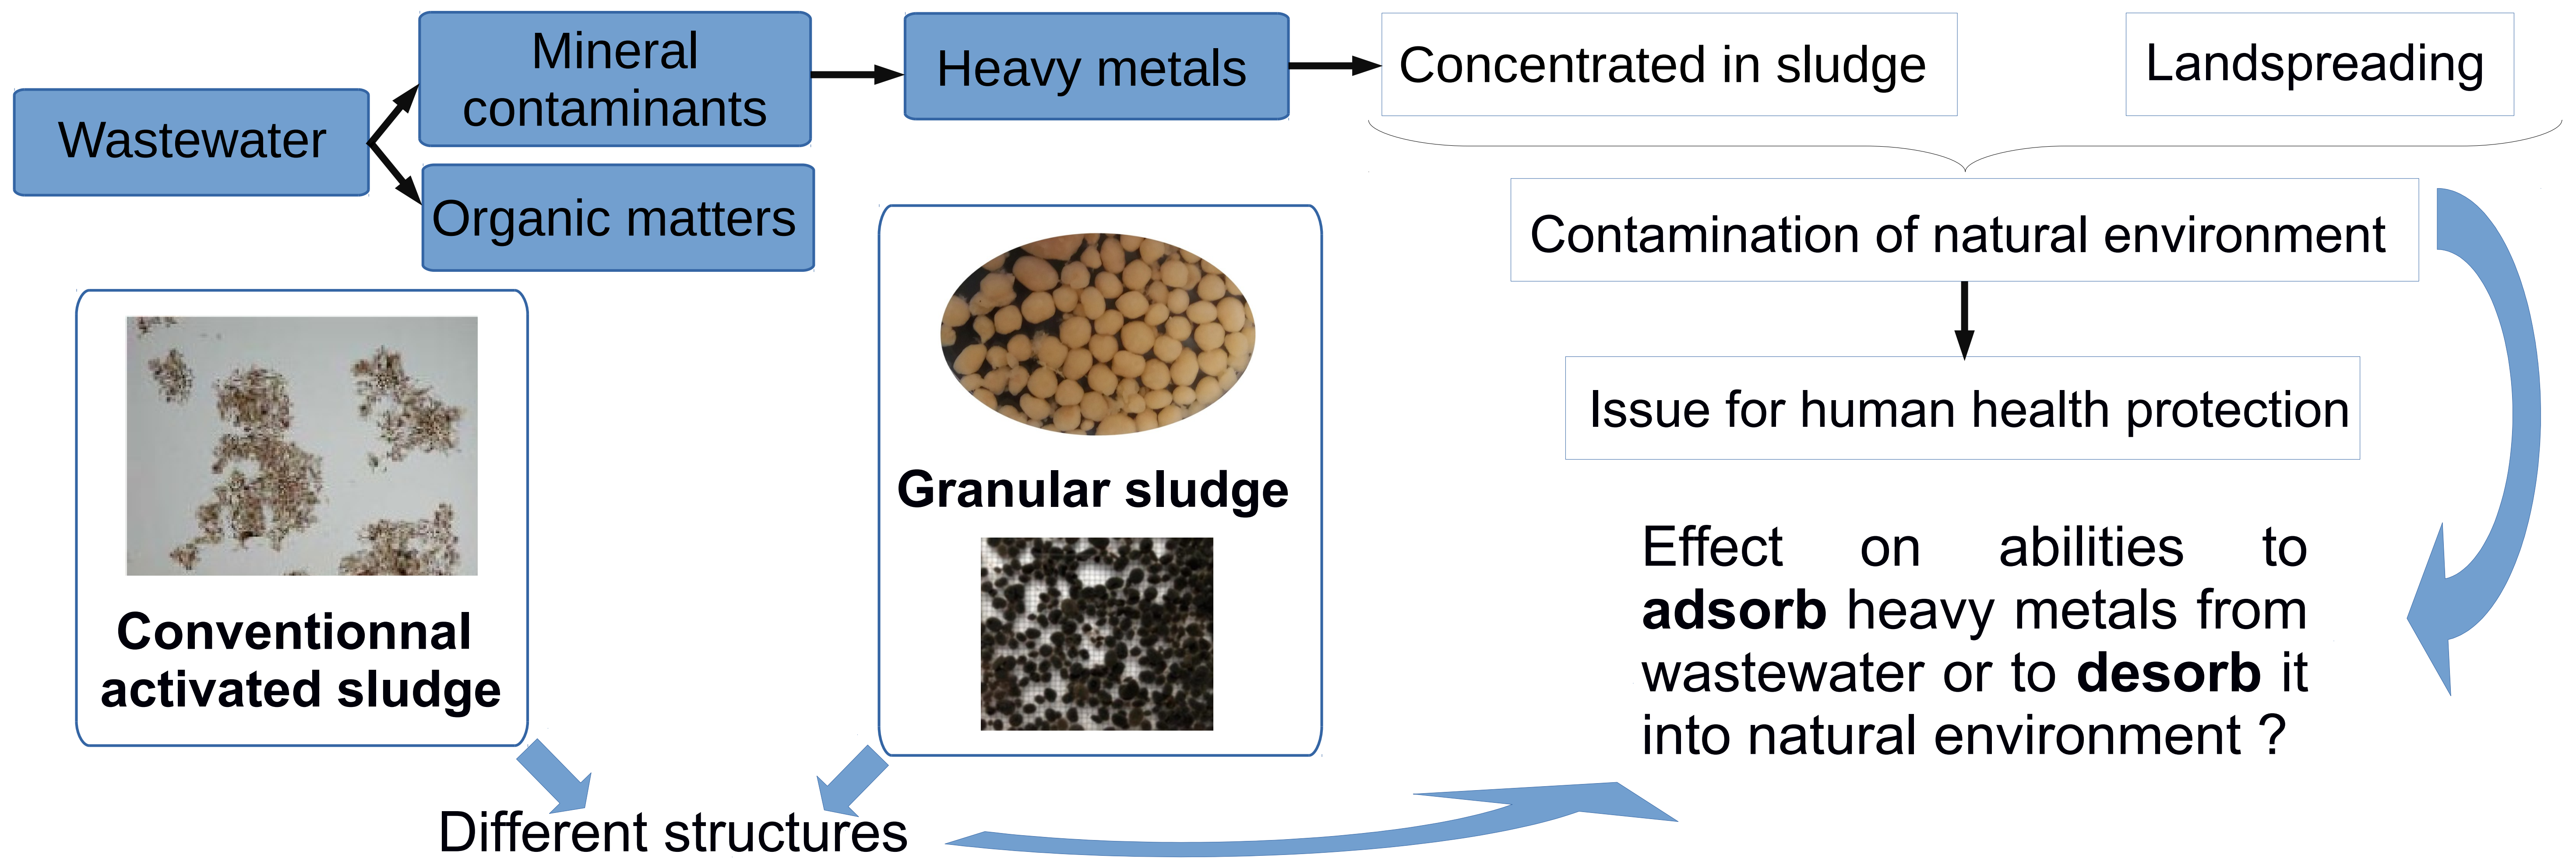 Wastewater
Mineral
contaminants
Organic matters
Heavy metals
Concentrated in sludge
Landspreading
Contamination of natural environment
Issue for human health protection
Conventionnal
activated sludge
Granular sludge
Different structures
Effect on abilities to
adsorb heavy metals from
wastewater or to desorb it
into natural environment ?